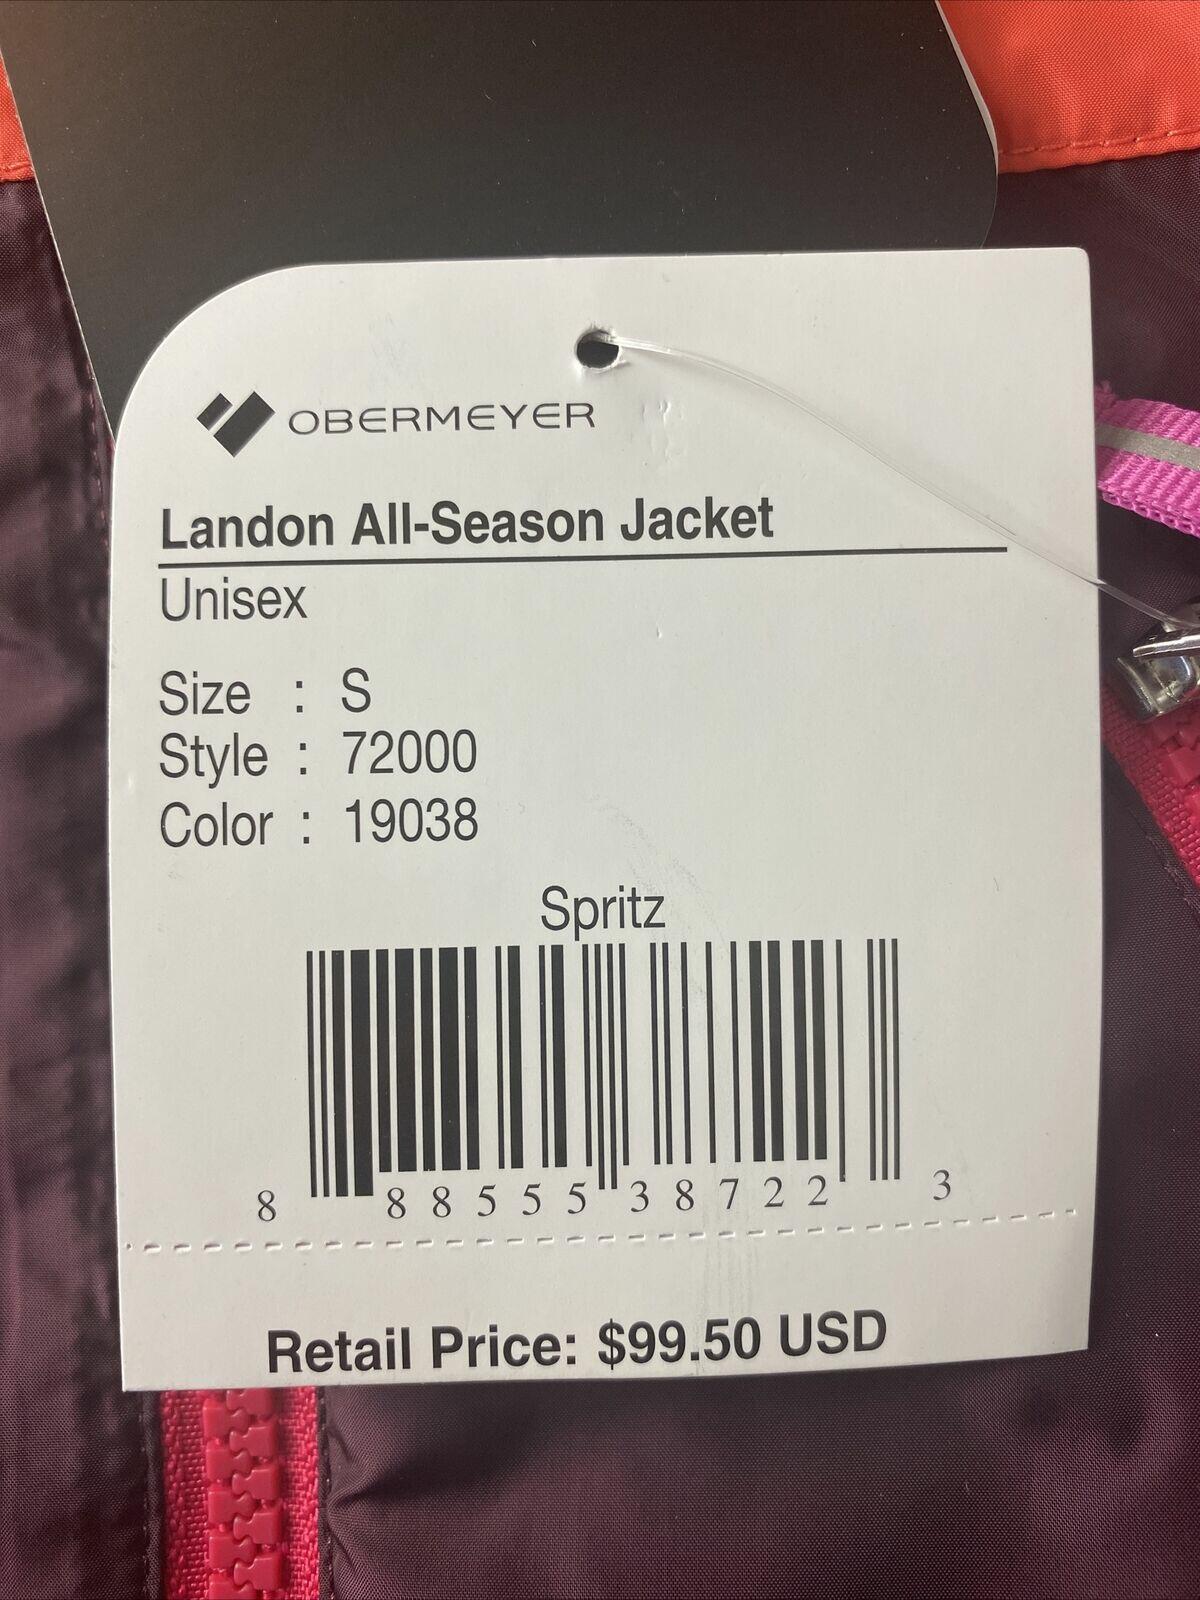 OBERMEYER
Landon All-Season Jacket
Unisex
Size : S
Style : 72000
Color : 19038
Spritz
8 88555 38722 3
Retail Price: $99.50 USD